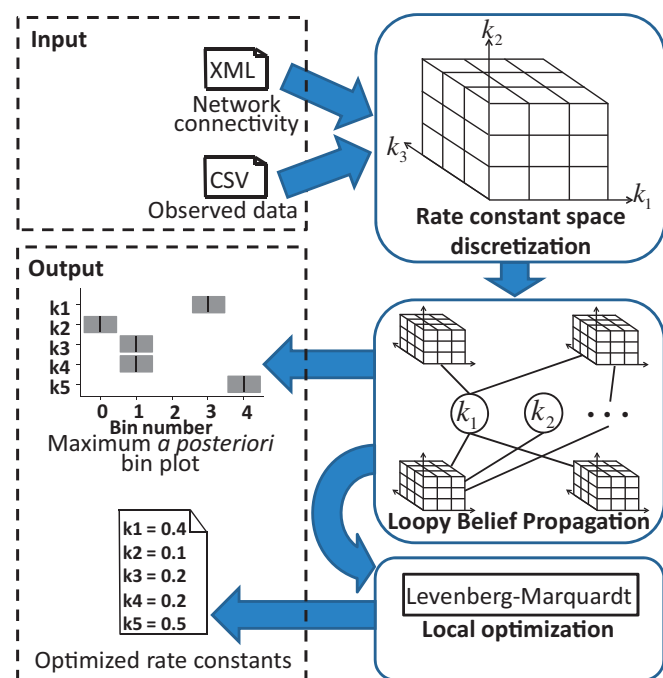 Input
XML
Network
connectivity
CSV
Observed data
k2
k3
k1
Rate constant space
discretization
Output
k1
k2
k3
k4
k5
0 1 2 3 4
Bin number
Maximum a posteriori
bin plot
k1 k2 ...
Loopy Belief Propagation
k1 = 0.4
k2 = 0.1
k3 = 0.2
k4 = 0.2
k5 = 0.5
Optimized rate constants
Levenberg-Marquardt
Local optimization